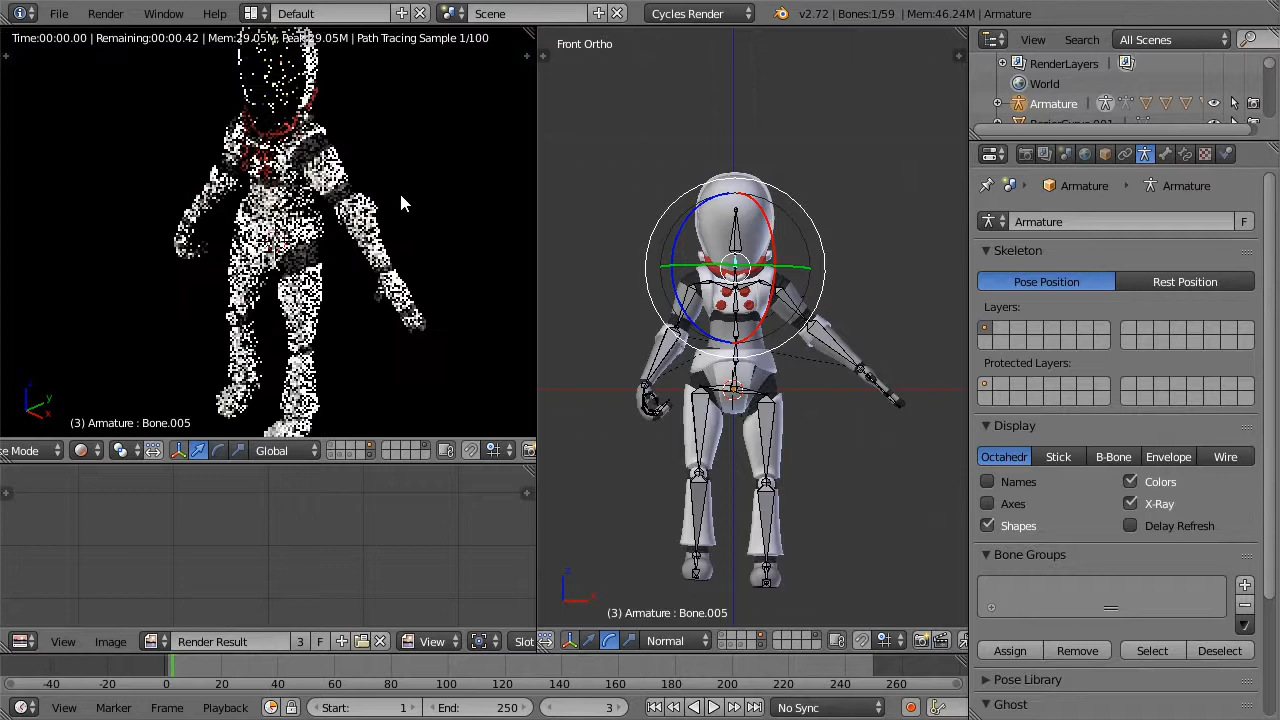 File Render Window Help Default Scene Cycles Render v2.72 | Bones:1/59 | Mem:46.24M | Armature
Time:00:00.00 | Remaining:00:00.42 | Mem:29.05M, Peak:29.05M | Path Tracing Sample 1/100
Front Ortho
View Search All Scenes
RenderLayers
World
Armature
BezierCurve.001
Armature Armature
Armature F
Skeleton
Pose Position Rest Position
Layers:
Protected Layers:
Display
Octahedr Stick B-Bone Envelope Wire
Names Colors
Axes X-Ray
Shapes Delay Refresh
Bone Groups
Assign Remove Select Deselect
Pose Library
Ghost
z y x
(3) Armature : Bone.005
se Mode Global
z x
(3) Armature : Bone.005
View Image Render Result 3 F View Slot
Normal
-40 -20 0 20 40 60 80 100 120 140 160 180 200 220 240 260
View Marker Frame Playback Start: 1 End: 250 3 No Sync